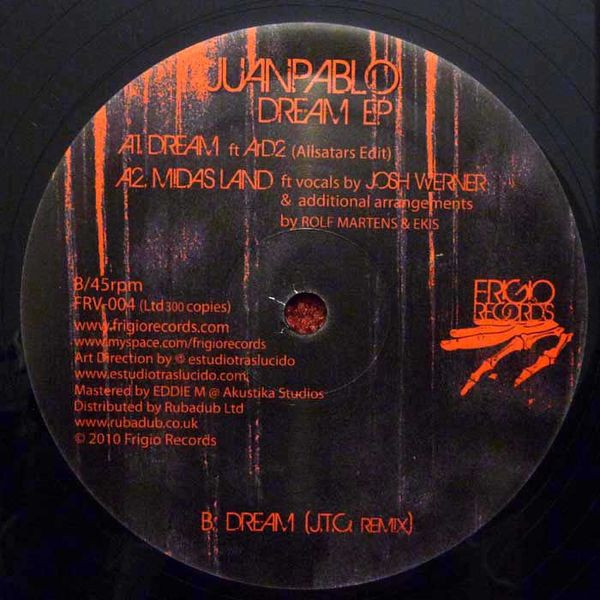 JUANPABLO
DREAM EP
A1. DREAM ft ArD2 (Allsatars Edit)
A2. MIDAS LAND ft vocals by JOSH WERNER
& additional arrangements
by ROLF MARTENS & EKIS
B/45rpm
FRV-004 (Ltd 300 copies)
www.frigiorecords.com
www.myspace.com/frigiorecords
Art Direction by @ estudiotraslucido
www.estudiotraslucido.com
Mastered by EDDIE M @ Akustika Studios
Distributed by Rubadub Ltd
www.rubadub.co.uk
© 2010 Frigio Records
FRIGIO
RECORDS
B: DREAM (J.T.C. REMIX)